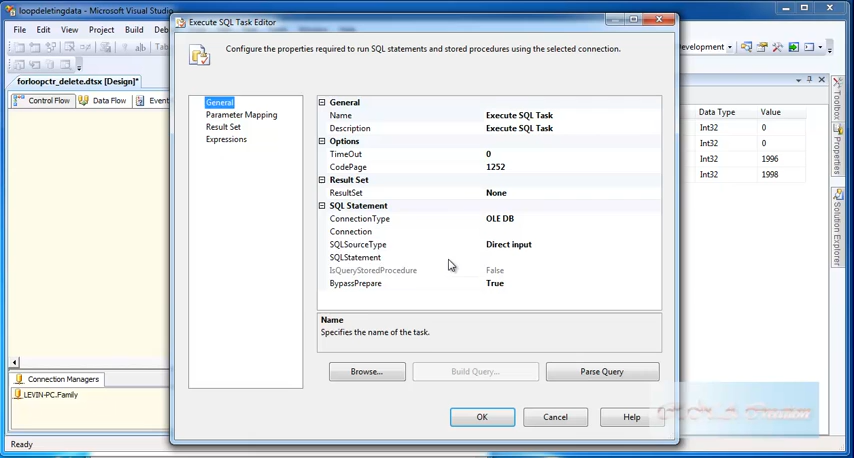 loopdeletingdata - Microsoft Visual Studio
Execute SQL Task Editor
File Edit View Project Build
Configure the properties required to run SQL statements and stored procedures using the selected connection.
forloopctr_delete.dtsx [Design]*
Control Flow
Data Flow
General
Parameter Mapping
Result Set
Expressions
General
Name Execute SQL Task
Description Execute SQL Task
Options
TimeOut 0
CodePage 1252
Result Set
ResultSet None
SQL Statement
ConnectionType OLE DB
Connection
SQLSourceType Direct input
SQLStatement
IsQueryStoredProcedure False
BypassPrepare True
Name
Specifies the name of the task.
Browse...
Build Query...
Parse Query
OK
Cancel
Help
Data Type Value
Int32 0
Int32 0
Int32 1996
Int32 1998
Toolbox
Properties
Solution Explorer
Connection Managers
LEVIN-PC.Family
Ready